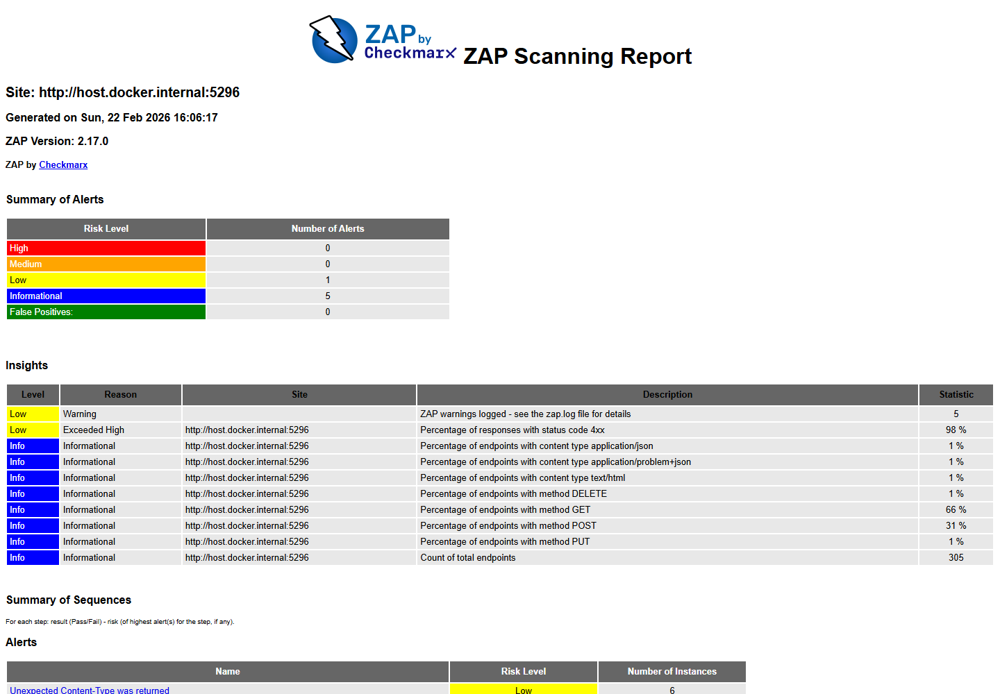 ZAP by
Checkmarx ZAP Scanning Report
Site: http://host.docker.internal:5296
Generated on Sun, 22 Feb 2026 16:06:17
ZAP Version: 2.17.0
ZAP by Checkmarx
Summary of Alerts
Risk Level Number of Alerts
High 0
Medium 0
Low 1
Informational 5
False Positives: 0
Insights
Level Reason Site Description Statistic
Low Warning ZAP warnings logged - see the zap.log file for details 5
Low Exceeded High http://host.docker.internal:5296 Percentage of responses with status code 4xx 98 %
Info Informational http://host.docker.internal:5296 Percentage of endpoints with content type application/json 1 %
Info Informational http://host.docker.internal:5296 Percentage of endpoints with content type application/problem+json 1 %
Info Informational http://host.docker.internal:5296 Percentage of endpoints with content type text/html 1 %
Info Informational http://host.docker.internal:5296 Percentage of endpoints with method DELETE 1 %
Info Informational http://host.docker.internal:5296 Percentage of endpoints with method GET 66 %
Info Informational http://host.docker.internal:5296 Percentage of endpoints with method POST 31 %
Info Informational http://host.docker.internal:5296 Percentage of endpoints with method PUT 1 %
Info Informational http://host.docker.internal:5296 Count of total endpoints 305
Summary of Sequences
For each step: result (Pass/Fail) - risk (of highest alert(s) for the step, if any).
Alerts
Name Risk Level Number of Instances
Unexpected Content-Type was returned Low 6